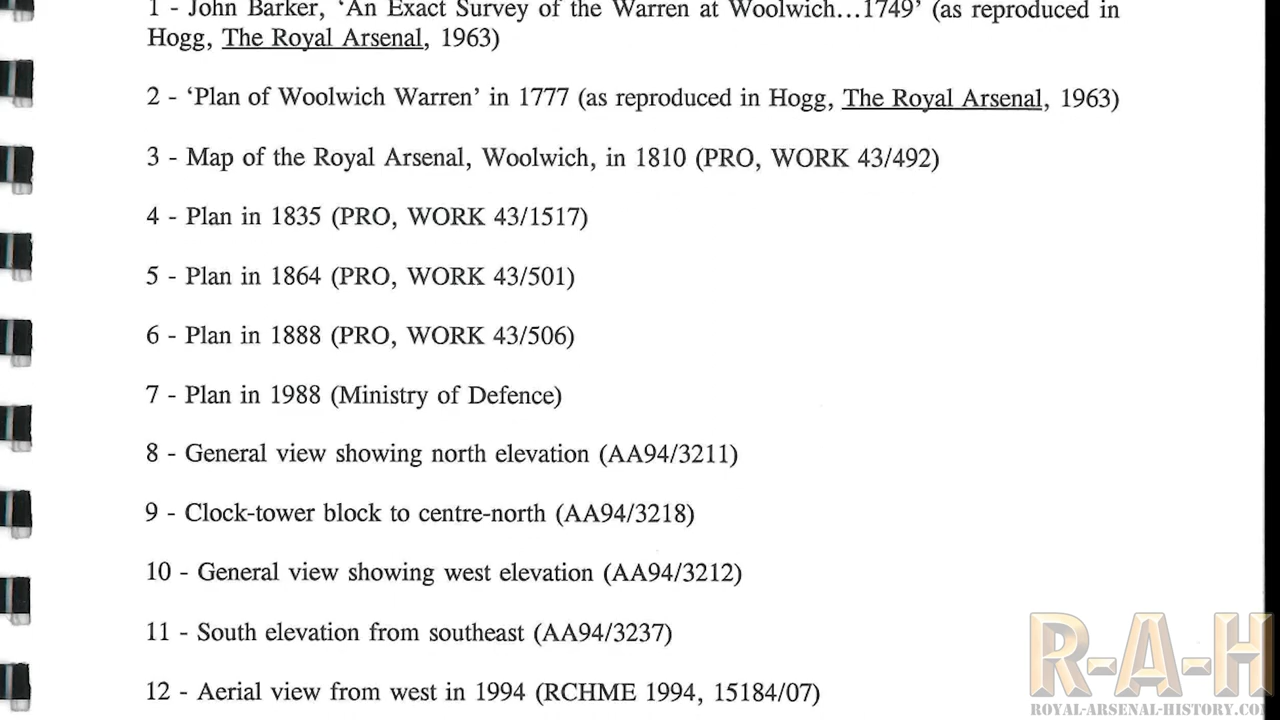 1 - John Barker, ‘An Exact Survey of the Warren at Woolwich...1749’ (as reproduced in
Hogg, The Royal Arsenal, 1963)
2 - ‘Plan of Woolwich Warren’ in 1777 (as reproduced in Hogg, The Royal Arsenal, 1963)
3 - Map of the Royal Arsenal, Woolwich, in 1810 (PRO, WORK 43/492)
4 - Plan in 1835 (PRO, WORK 43/1517)
5 - Plan in 1864 (PRO, WORK 43/501)
6 - Plan in 1888 (PRO, WORK 43/506)
7 - Plan in 1988 (Ministry of Defence)
8 - General view showing north elevation (AA94/3211)
9 - Clock-tower block to centre-north (AA94/3218)
10 - General view showing west elevation (AA94/3212)
11 - South elevation from southeast (AA94/3237)
12 - Aerial view from west in 1994 (RCHME 1994, 15184/07)
R-A-H
ROYAL-ARSENAL-HISTORY.CO